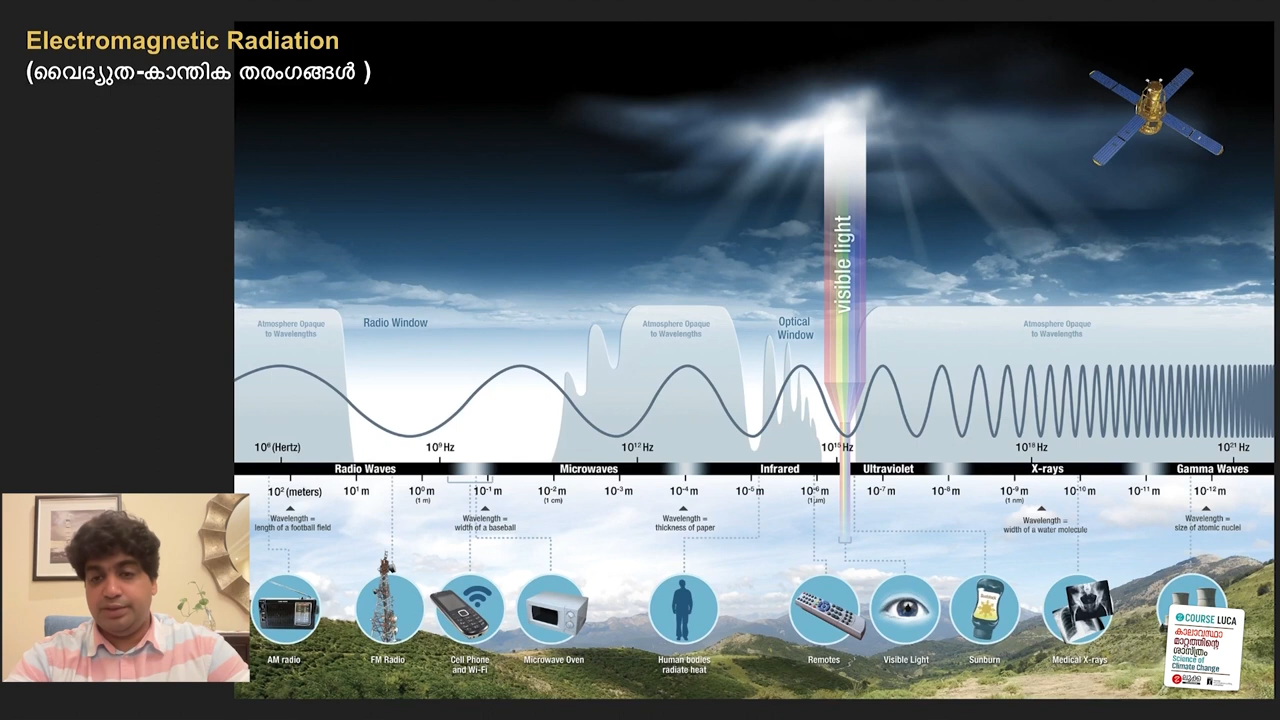 Electromagnetic Radiation
(വൈദ്യുത-കാന്തിക തരംഗങ്ങൾ )
visible light
Atmosphere Opaque
to Wavelengths
Radio Window
Atmosphere Opaque
to Wavelengths
Optical
Window
Atmosphere Opaque
to Wavelengths
10⁶ (Hertz)
10⁹ Hz
10¹² Hz
10¹⁵ Hz
10¹⁸ Hz
10²¹ Hz
Radio Waves
Microwaves
Infrared
Ultraviolet
X-rays
Gamma Waves
10² (meters)
10¹ m
10⁰ m
(1 m)
10⁻¹ m
10⁻² m
(1 cm)
10⁻³ m
10⁻⁴ m
10⁻⁵ m
10⁻⁶ m
(1 µm)
10⁻⁷ m
10⁻⁸ m
10⁻⁹ m
(1 nm)
10⁻¹⁰ m
10⁻¹¹ m
10⁻¹² m
Wavelength =
length of a football field
Wavelength =
width of a baseball
Wavelength =
thickness of paper
Wavelength =
width of a water molecule
Wavelength =
size of atomic nuclei
AM radio
FM Radio
Cell Phone
and Wi-Fi
Microwave Oven
Human bodies
radiate heat
Remotes
Visible Light
Sunburn
Medical X-rays
COURSE LUCA
കാലാവസ്ഥാ
മാറ്റത്തിന്റെ
ശാസ്ത്രം
Science of
Climate Change
ലൂക്ക